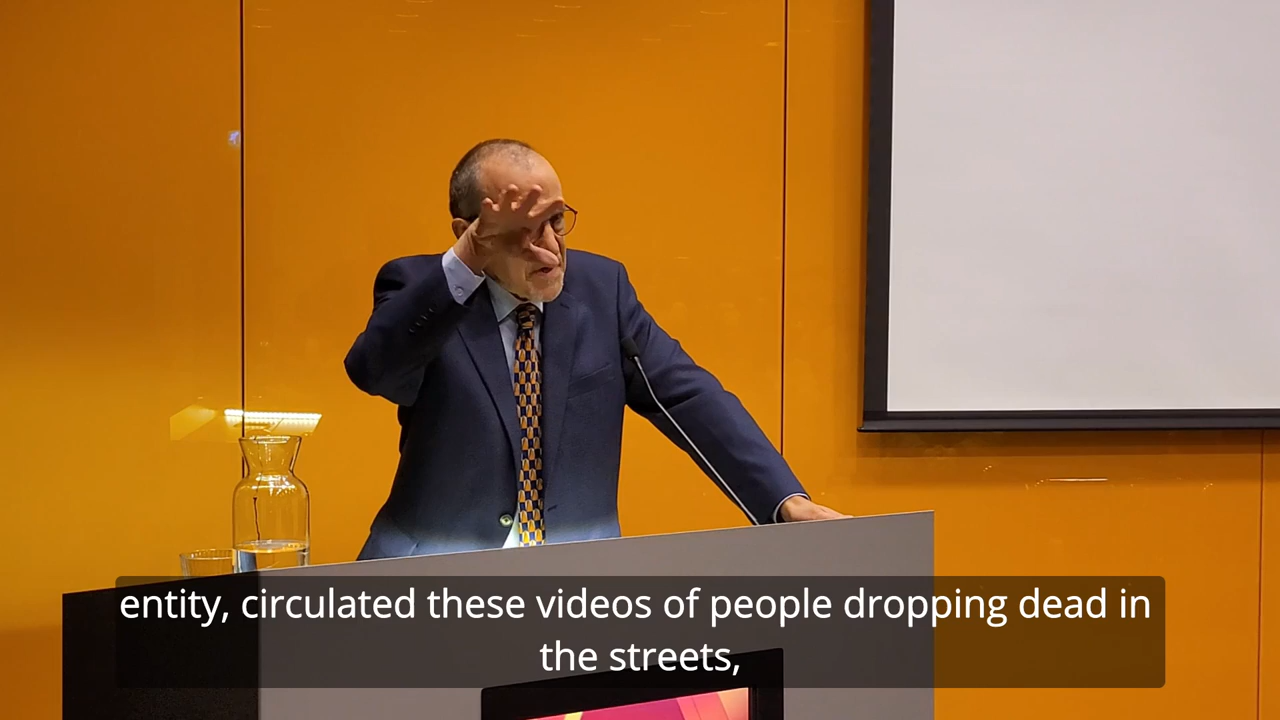 entity, circulated these videos of people dropping dead in
the streets,